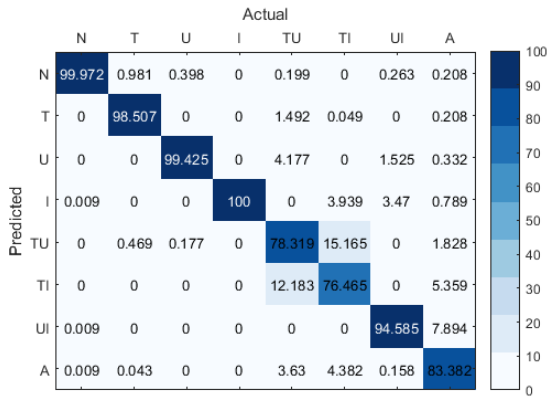 Actual
N T U I TU TI UI A
N 99.972 0.981 0.398 0 0.199 0 0.263 0.208
T 0 98.507 0 0 1.492 0.049 0 0.208
U 0 0 99.425 0 4.177 0 1.525 0.332
I 0.009 0 0 100 0 3.939 3.47 0.789
TU 0 0.469 0.177 0 78.319 15.165 0 1.828
TI 0 0 0 0 12.183 76.465 0 5.359
UI 0.009 0 0 0 0 0 94.585 7.894
A 0.009 0.043 0 0 3.63 4.382 0.158 83.382
Predicted
100
90
80
70
60
50
40
30
20
10
0